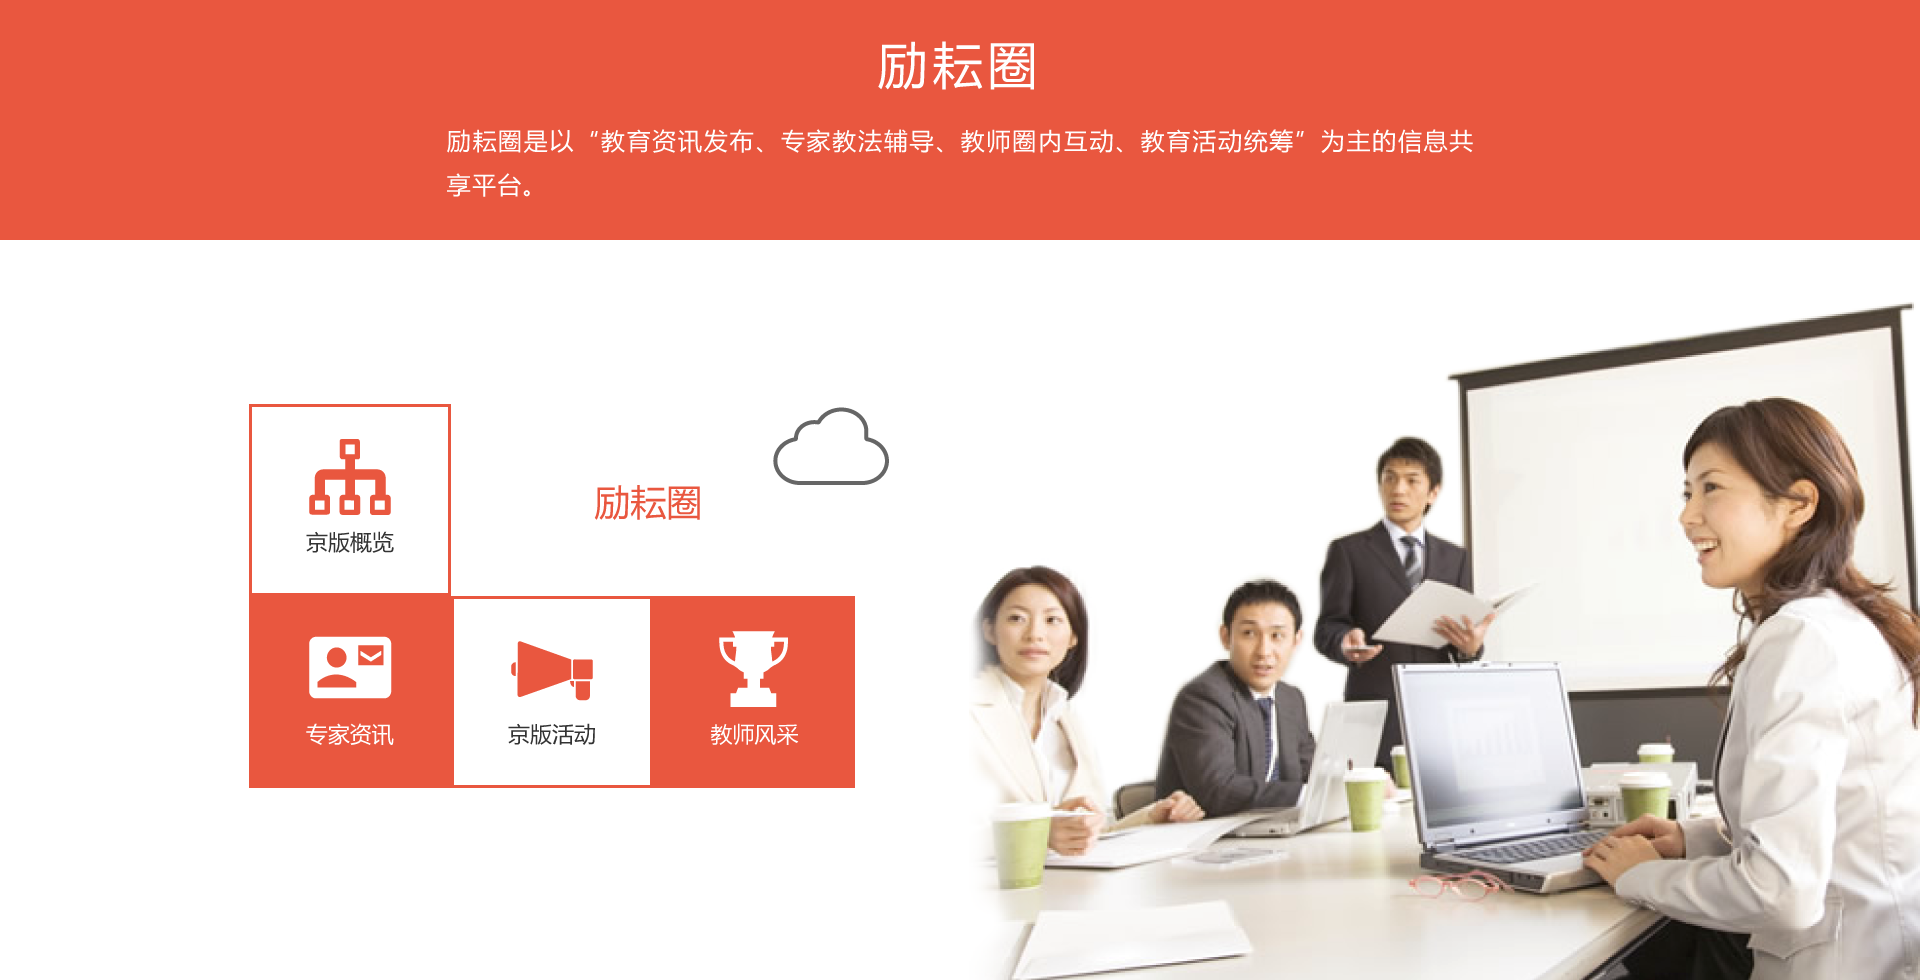 励耘圈
励耘圈是以“教育资讯发布、专家教法辅导、教师圈内互动、教育活动统筹”为主的信息共
享平台。
励耘圈
京版概览
专家资讯
京版活动
教师风采